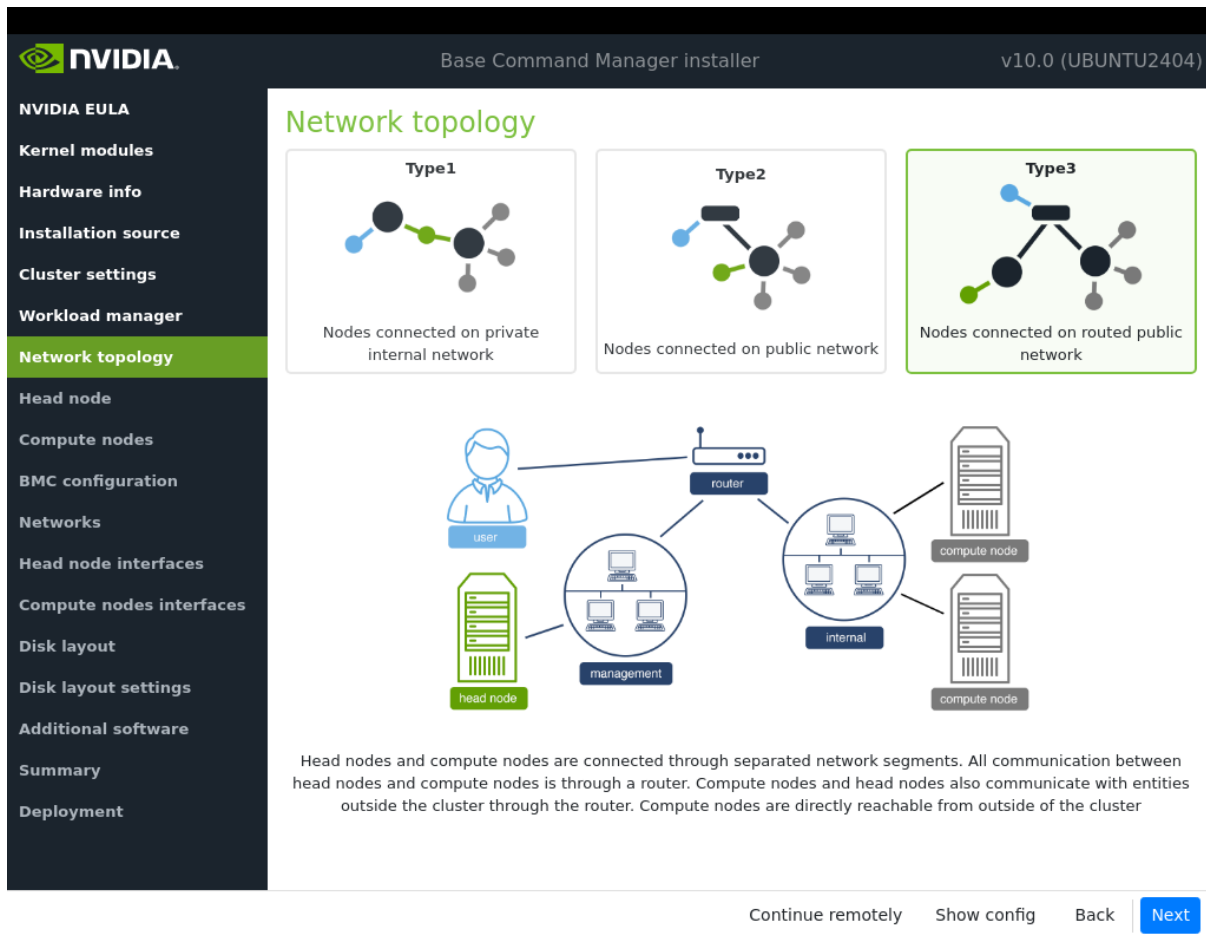 NVIDIA.
Base Command Manager installer
v10.0 (UBUNTU2404)
NVIDIA EULA
Kernel modules
Hardware info
Installation source
Cluster settings
Workload manager
Network topology
Head node
Compute nodes
BMC configuration
Networks
Head node interfaces
Compute nodes interfaces
Disk layout
Disk layout settings
Additional software
Summary
Deployment
Network topology
Type1
Nodes connected on private
internal network
Type2
Nodes connected on public network
Type3
Nodes connected on routed public
network
user
router
head node
management
internal
compute node
compute node
Head nodes and compute nodes are connected through separated network segments. All communication between
head nodes and compute nodes is through a router. Compute nodes and head nodes also communicate with entities
outside the cluster through the router. Compute nodes are directly reachable from outside of the cluster
Continue remotely
Show config
Back
Next